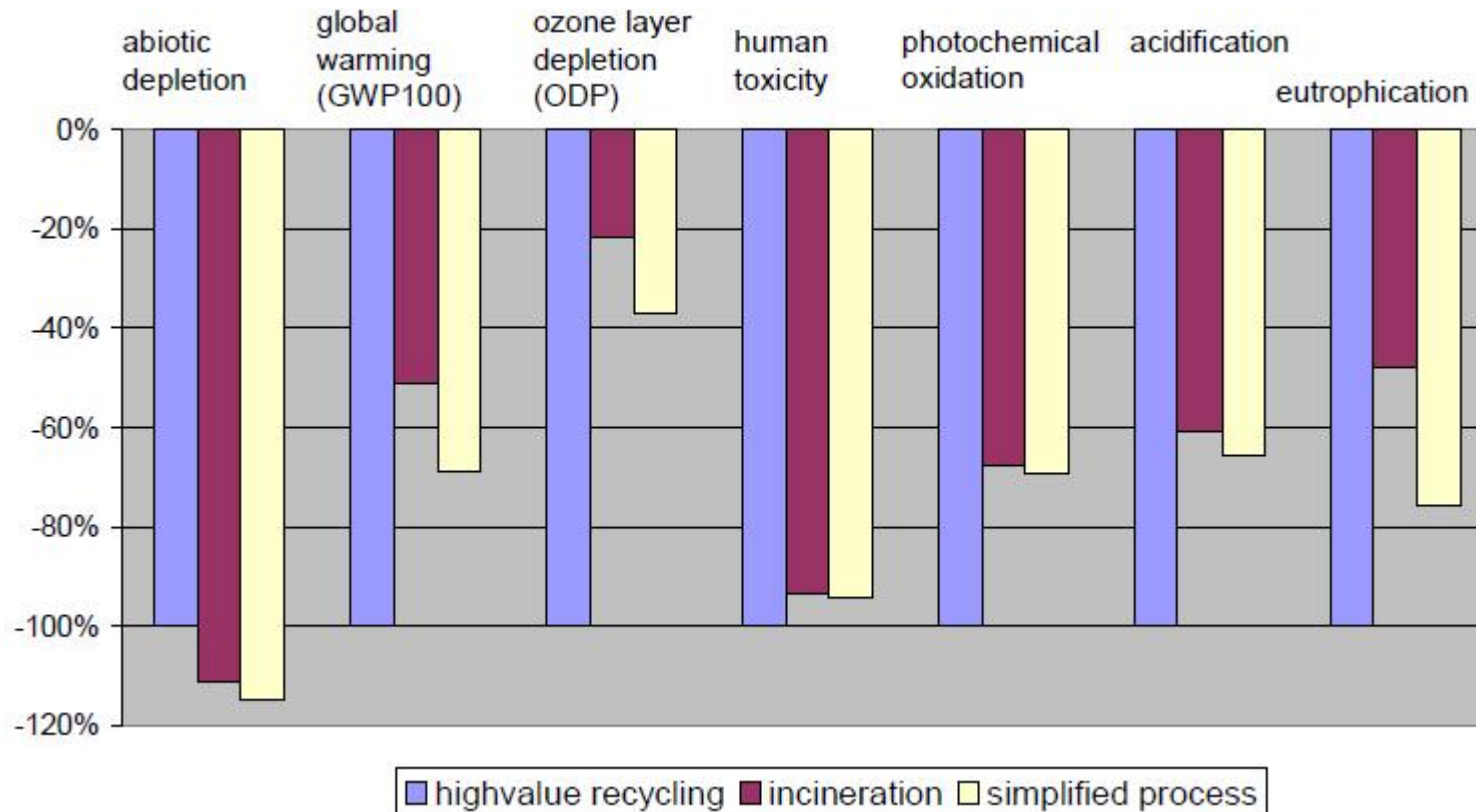 abiotic
depletion
global
warming
(GWP100)
ozone layer
depletion
(ODP)
human
toxicity
photochemical
oxidation
acidification
eutrophication
0%
-20%
-40%
-60%
-80%
-100%
-120%
highvalue recycling incineration simplified process